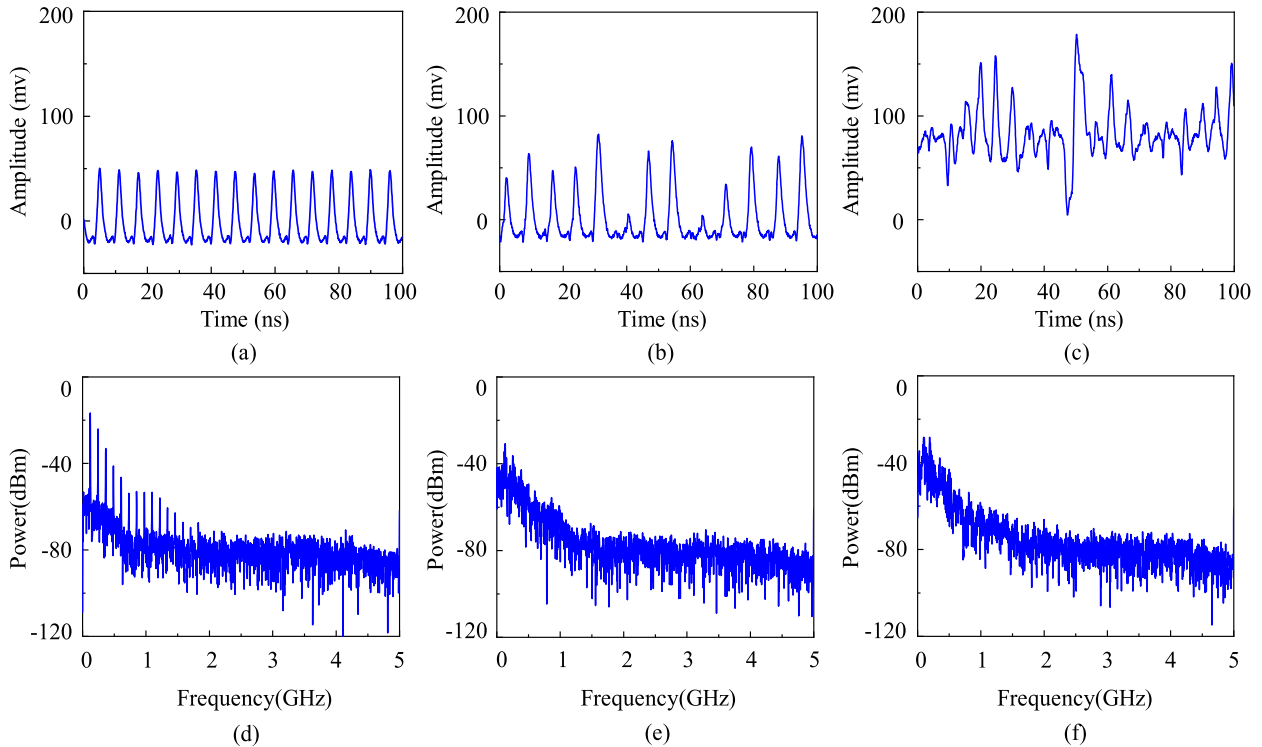 200
100
0
Amplitude (mv)
0 20 40 60 80 100
Time (ns)
(a)
200
100
0
Amplitude (mv)
0 20 40 60 80 100
Time (ns)
(b)
200
100
0
Amplitude (mv)
0 20 40 60 80 100
Time (ns)
(c)
0
-40
-80
-120
Power(dBm)
0 1 2 3 4 5
Frequency(GHz)
(d)
0
-40
-80
-120
Power(dBm)
0 1 2 3 4 5
Frequency(GHz)
(e)
0
-40
-80
-120
Power(dBm)
0 1 2 3 4 5
Frequency(GHz)
(f)